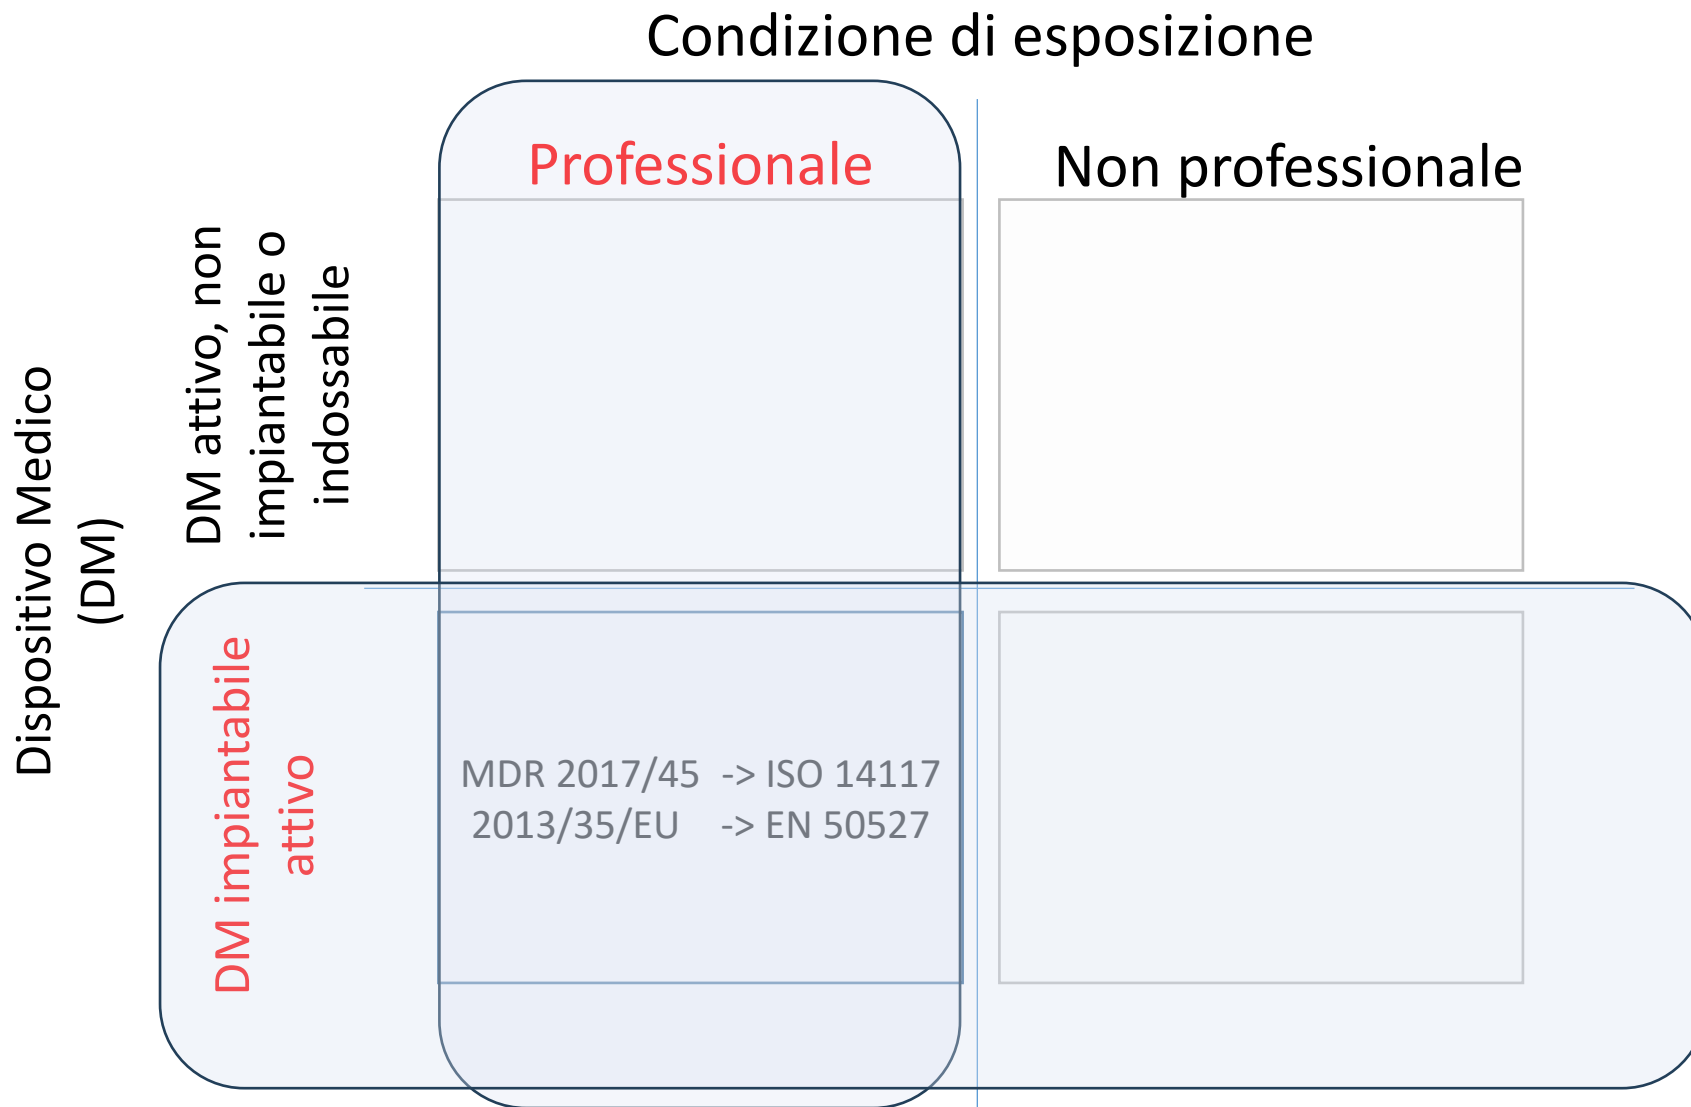 Condizione di esposizione
Professionale
Non professionale
Dispositivo Medico
(DM)
DM attivo, non
impiantabile o
indossabile
DM impiantabile
attivo
MDR 2017/45 -> ISO 14117
2013/35/EU -> EN 50527